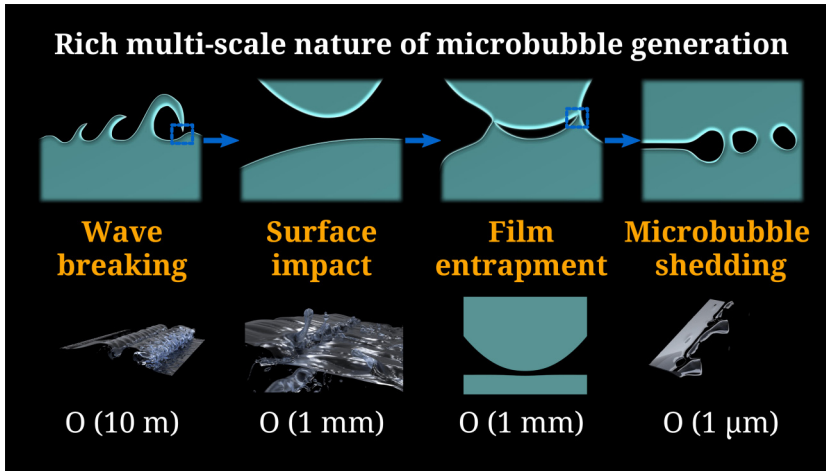 Rich multi-scale nature of microbubble generation
Wave
breaking
Surface
impact
Film
entrapment
Microbubble
shedding
O (10 m)
O (1 mm)
O (1 mm)
O (1 μm)